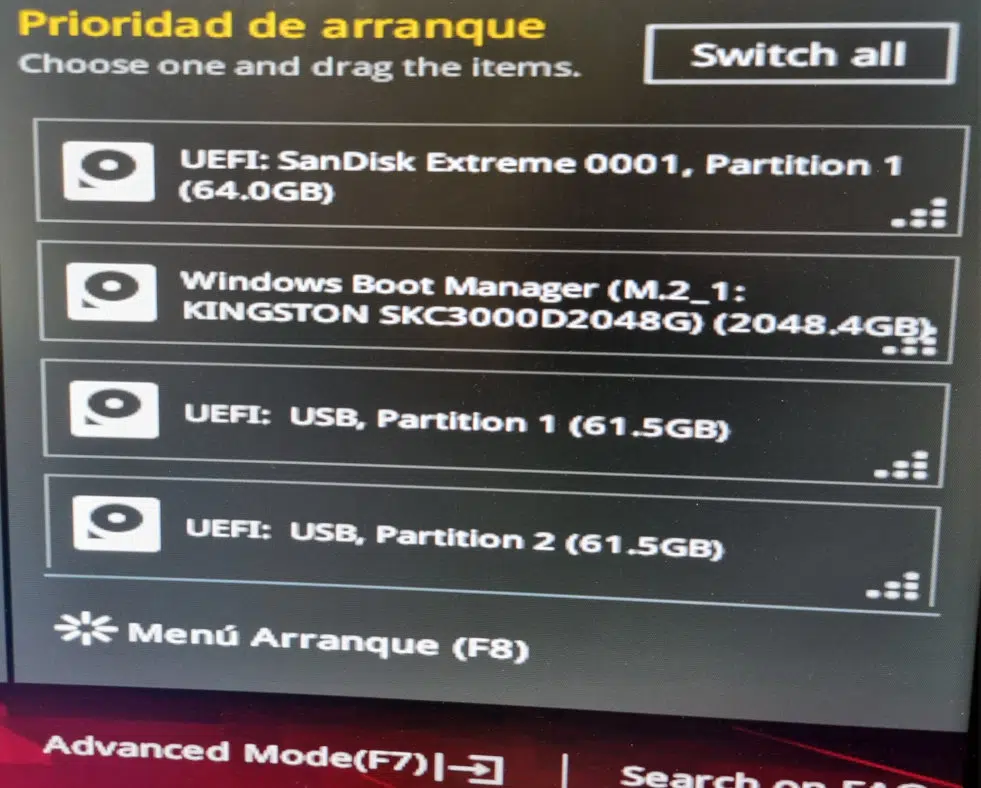 Prioridad de arranque
Choose one and drag the items.
Switch all
UEFI: SanDisk Extreme 0001, Partition 1
(64.0GB)
Windows Boot Manager (M.2_1:
KINGSTON SKC3000D2048G) (2048.4GB)
UEFI:  USB, Partition 1 (61.5GB)
UEFI:  USB, Partition 2 (61.5GB)
Menú Arranque (F8)
Advanced Mode(F7)
Search on FAQ